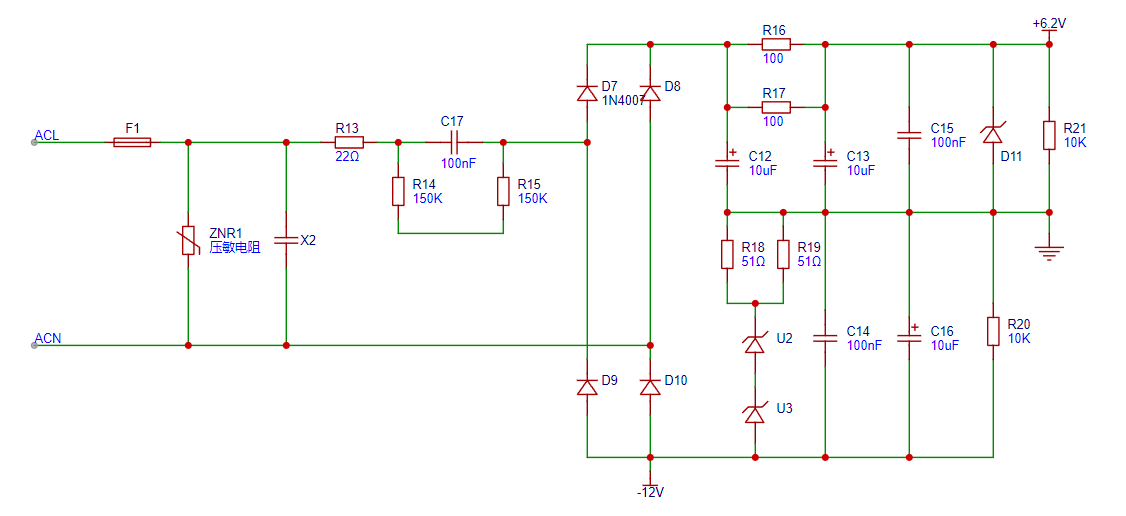 +6.2V
R16
100
D7
1N4007
D8
R17
100
ACL
F1
R13
22Ω
C17
100nF
C12
10uF
C13
10uF
C15
100nF
D11
R21
10K
R14
150K
R15
150K
ZNR1
压敏电阻
X2
R18
51Ω
R19
51Ω
ACN
U2
C14
100nF
C16
10uF
R20
10K
D9
D10
U3
-12V